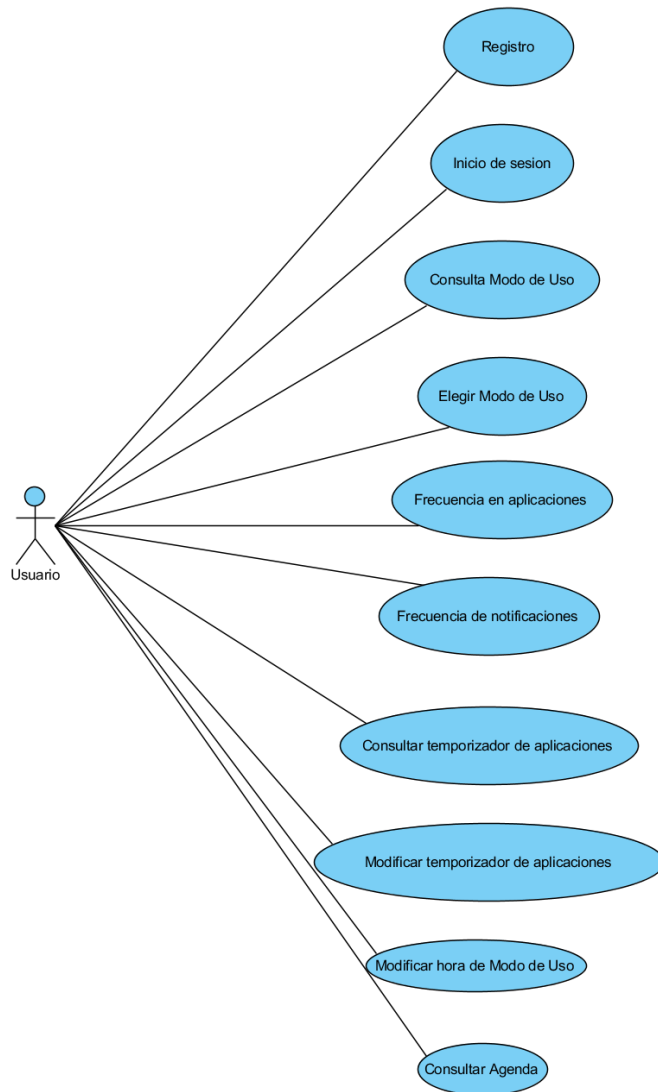 Registro
Inicio de sesion
Consulta Modo de Uso
Elegir Modo de Uso
Frecuencia en aplicaciones
Usuario
Frecuencia de notificaciones
Consultar temporizador de aplicaciones
Modificar temporizador de aplicaciones
Modificar hora de Modo de Uso
Consultar Agenda